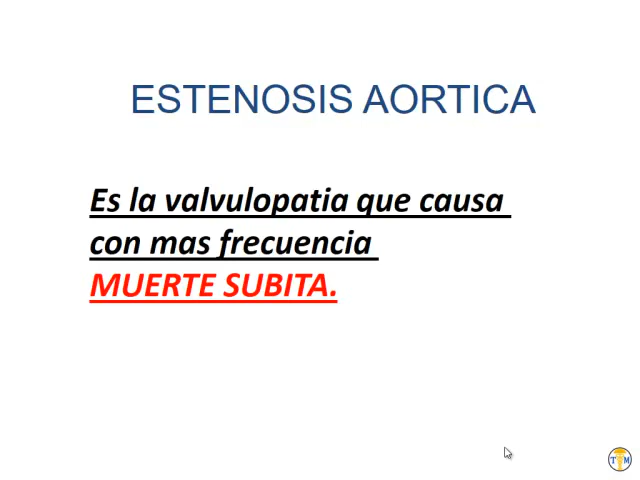 ESTENOSIS AORTICA
Es la valvulopatia que causa
con mas frecuencia
MUERTE SUBITA.
T M